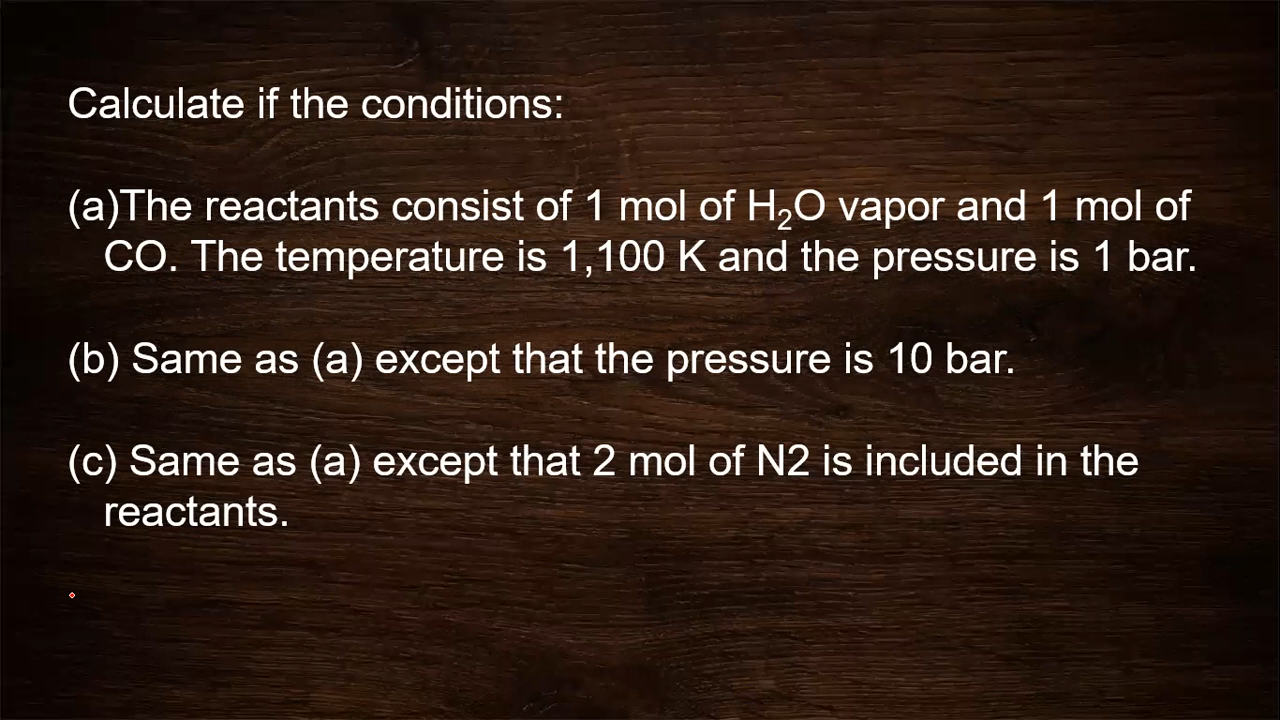 Calculate if the conditions:
(a)The reactants consist of 1 mol of H₂O vapor and 1 mol of
CO. The temperature is 1,100 K and the pressure is 1 bar.
(b) Same as (a) except that the pressure is 10 bar.
(c) Same as (a) except that 2 mol of N2 is included in the
reactants.